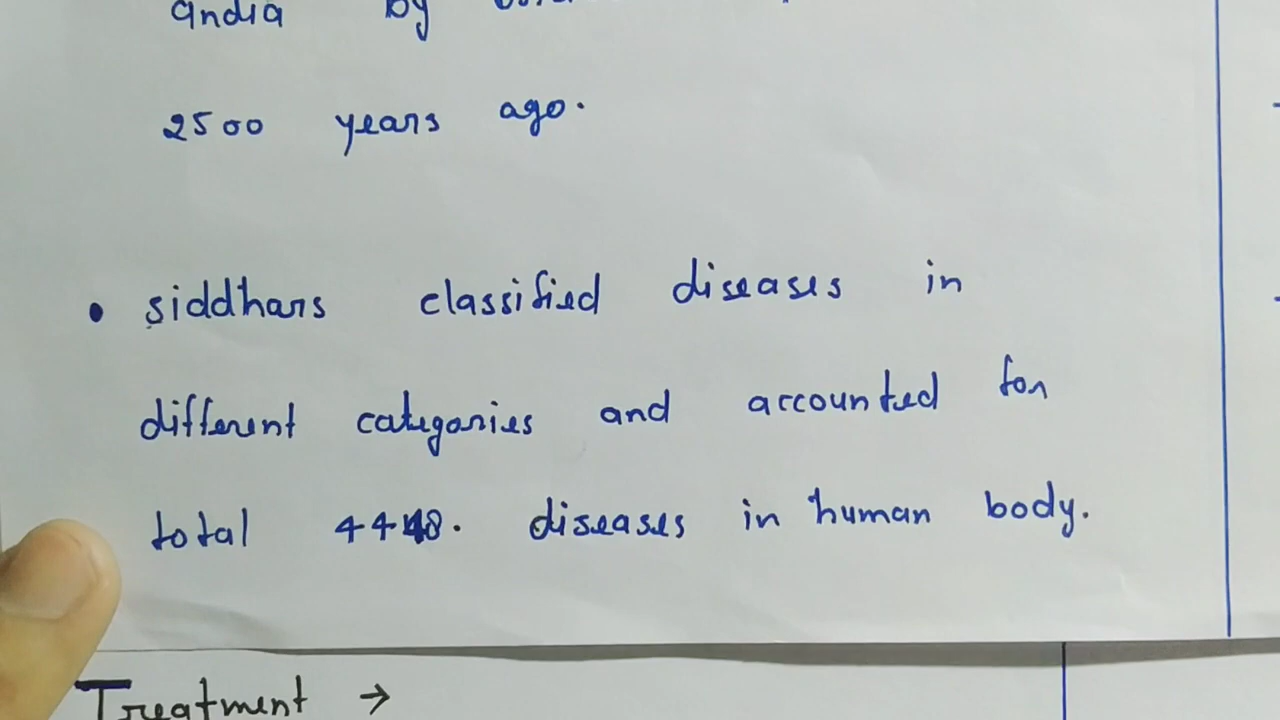 India by
2500 years ago.
• siddhars classified diseases in
different categories and accounted for
total 4448. diseases in human body.
Treatment →